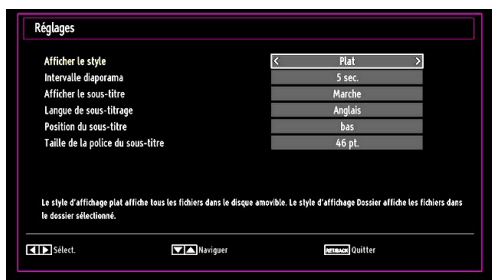 Réglages
Afficher le style < Plat >
Intervalle diaporama 5 sec.
Afficher le sous-titre Marche
Langue de sous-titrage Anglais
Position du sous-titre bas
Taille de la police du sous-titre 46 pt.
Le style d'affichage plat affiche tous les fichiers dans le disque amovible. Le style d'affichage Dossier affiche les fichiers dans
le dossier sélectionné.
Sélect. Naviguer RET/BACK Quitter